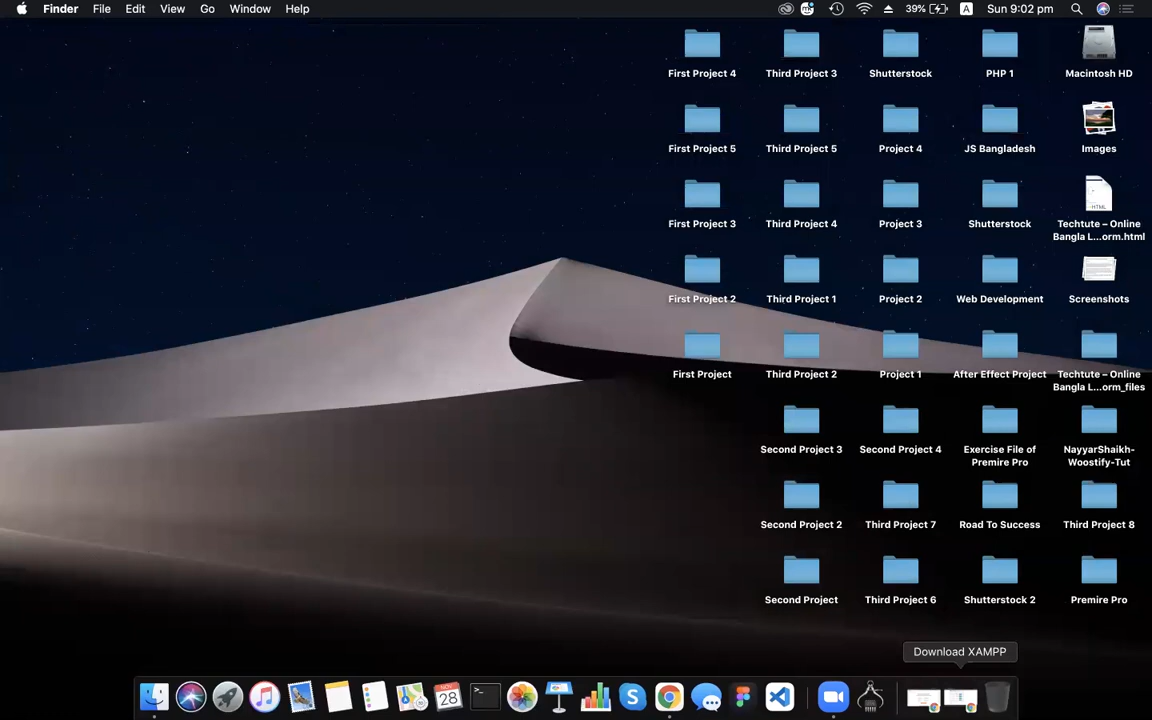 Finder File Edit View Go Window Help 39% A Sun 9:02 pm
First Project 4 Third Project 3 Shutterstock PHP 1 Macintosh HD
First Project 5 Third Project 5 Project 4 JS Bangladesh Images
HTML
First Project 3 Third Project 4 Project 3 Shutterstock Techtute – Online
Bangla L...orm.html
First Project 2 Third Project 1 Project 2 Web Development Screenshots
First Project Third Project 2 Project 1 After Effect Project Techtute – Online
Bangla L...orm_files
Second Project 3 Second Project 4 Exercise File of NayyarShaikh-
Premire Pro Woostify-Tut
Second Project 2 Third Project 7 Road To Success Third Project 8
Second Project Third Project 6 Shutterstock 2 Premire Pro
Download XAMPP
NOV
28